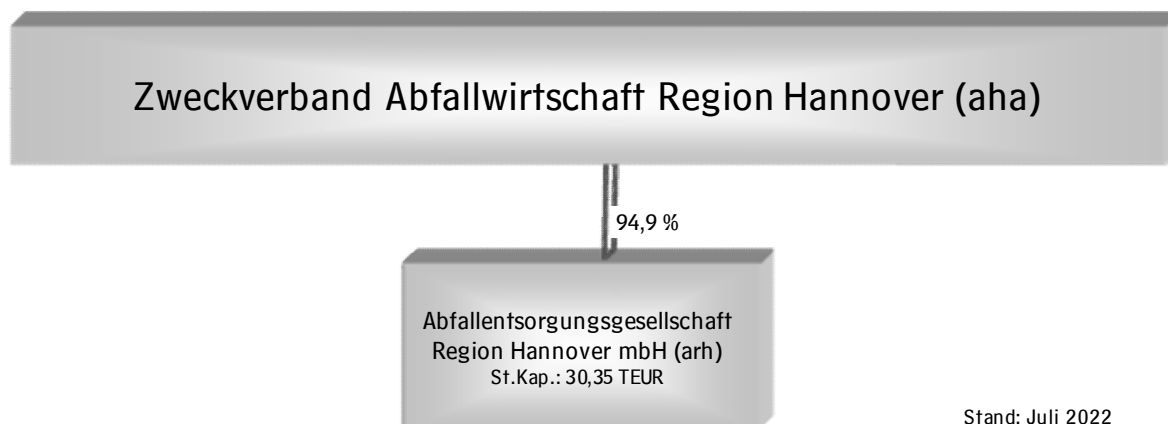 Zweckverband Abfallwirtschaft Region Hannover (aha)
94,9 %
Abfallentsorgungsgesellschaft
Region Hannover mbH (arh)
St.Kap.: 30,35 TEUR
Stand: Juli 2022